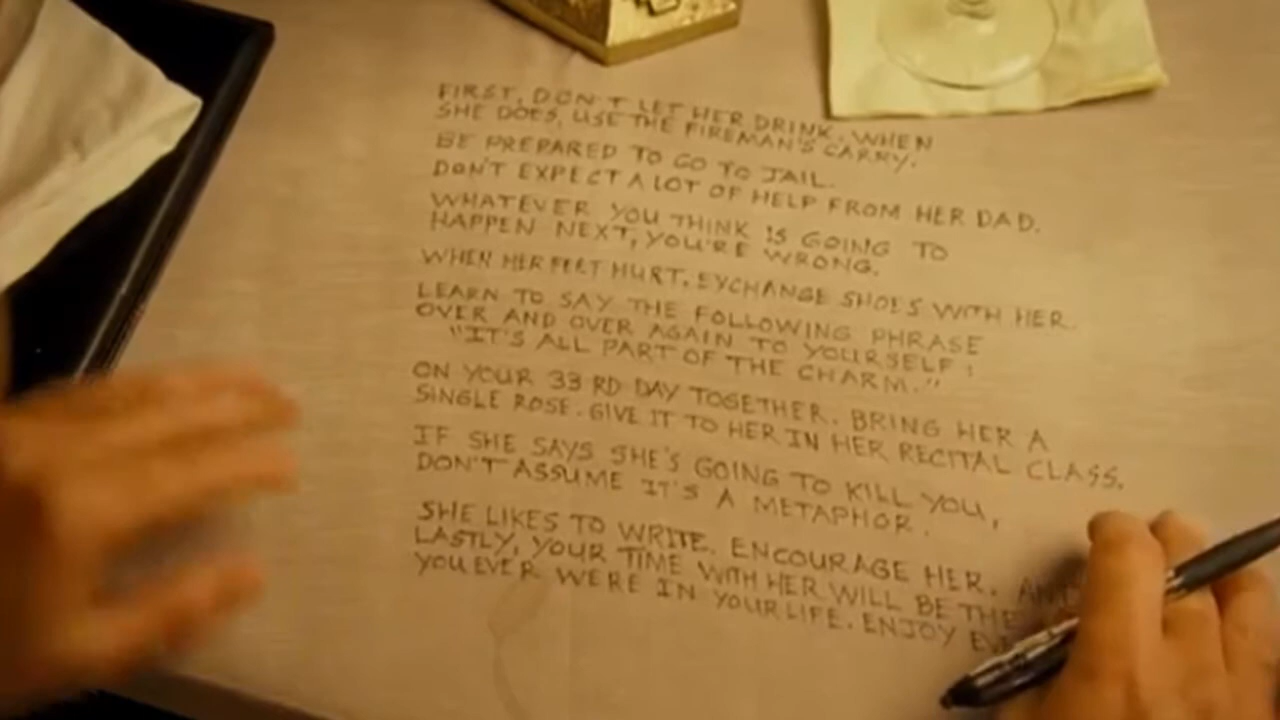 FIRST, DON'T LET HER DRINK. WHEN
SHE DOES, USE THE FIREMAN'S CARRY.
BE PREPARED TO GO TO JAIL.
DON'T EXPECT A LOT OF HELP FROM HER DAD.
WHATEVER YOU THINK IS GOING TO
HAPPEN NEXT, YOU'RE WRONG.
WHEN HER FEET HURT, EXCHANGE SHOES WITH HER.
LEARN TO SAY THE FOLLOWING PHRASE
OVER AND OVER AGAIN TO YOURSELF:
"IT'S ALL PART OF THE CHARM."
ON YOUR 33 RD DAY TOGETHER, BRING HER A
SINGLE ROSE. GIVE IT TO HER IN HER RECITAL CLASS.
IF SHE SAYS SHE'S GOING TO KILL YOU,
DON'T ASSUME IT'S A METAPHOR.
SHE LIKES TO WRITE. ENCOURAGE HER. AND
LASTLY, YOUR TIME WITH HER WILL BE THE
YOU EVER WERE IN YOUR LIFE. ENJOY